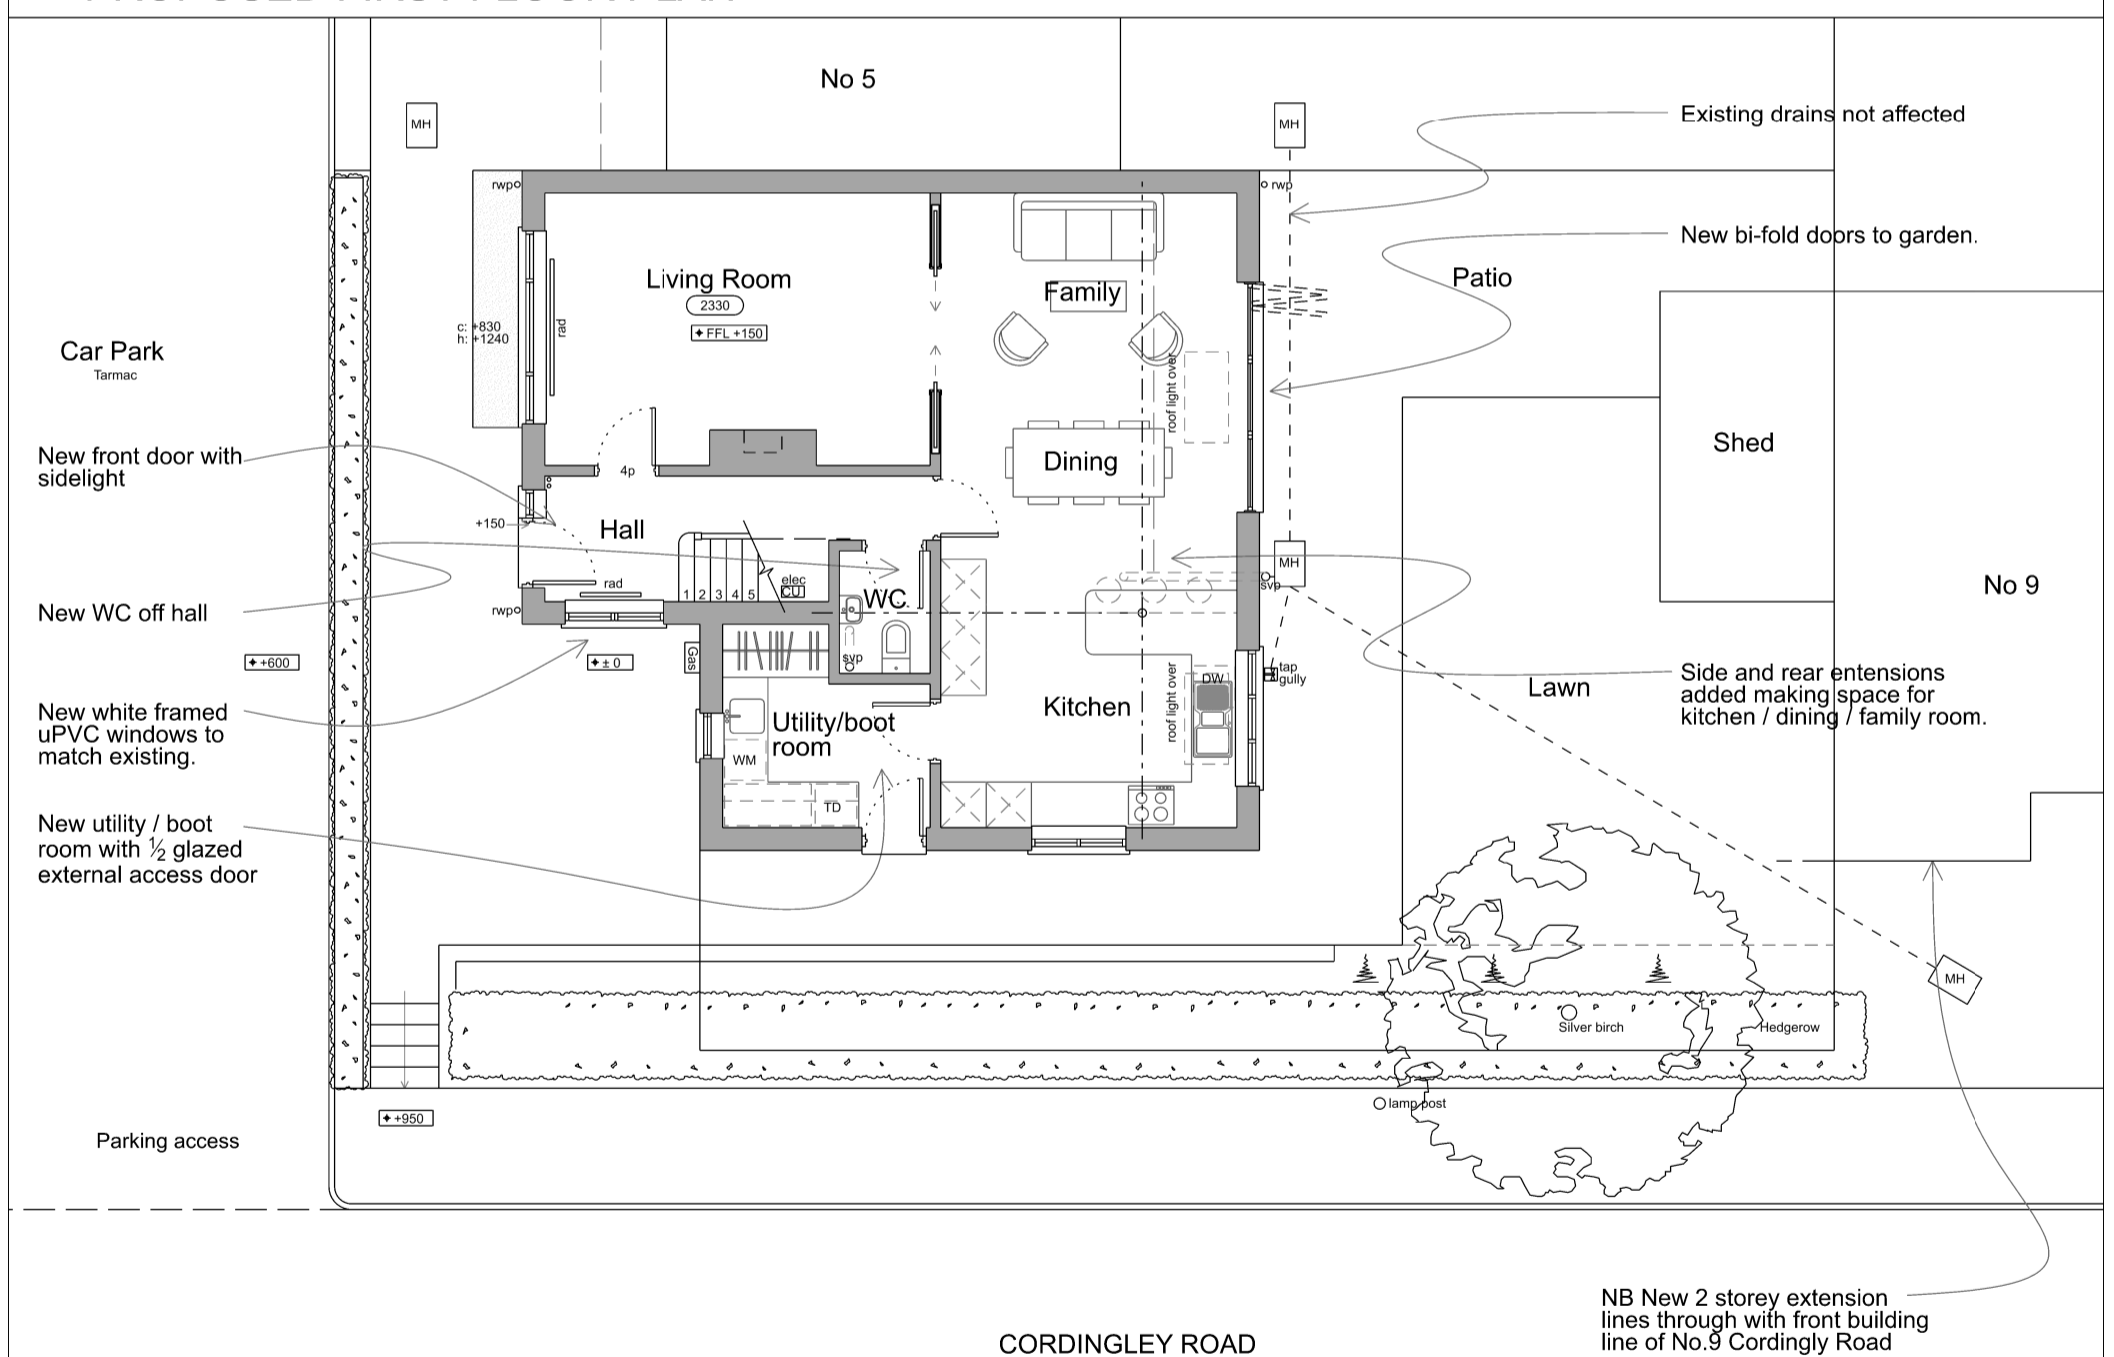 No 5
MH
MH
Existing drains not affected
rwp
rwp
New bi-fold doors to garden.
Living Room
2330
FFL +150
Family
Patio
c: +830
h: +1240
rad
Car Park
Tarmac
roof light over
New front door with
sidelight
4p
Dining
Shed
+150
Hall
MH
svp
rad
elec
CU
1 2 3 4 5
WC
No 9
New WC off hall
rwp
+600
± 0
Gas
svp
tap
gully
DW
Side and rear entensions
added making space for
kitchen / dining / family room.
Lawn
New white framed
uPVC windows to
match existing.
Utility/boot
room
Kitchen
roof light over
WM
TD
New utility / boot
room with ½ glazed
external access door
MH
Silver birch
Hedgerow
lamp post
+950
Parking access
NB New 2 storey extension
lines through with front building
line of No.9 Cordingly Road
CORDINGLEY ROAD